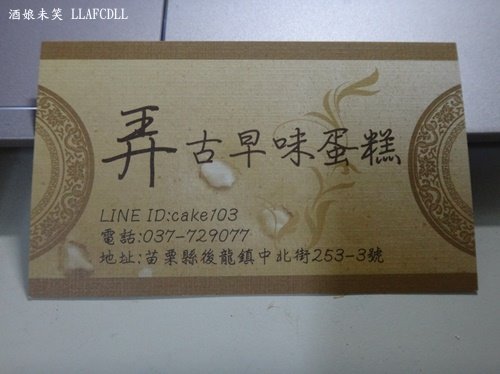 酒娘未笑 LLAFCDLL
弄 古早味蛋糕
LINE ID:cake103
電話:037-729077
地址:苗栗縣後龍鎮中北街253-3號